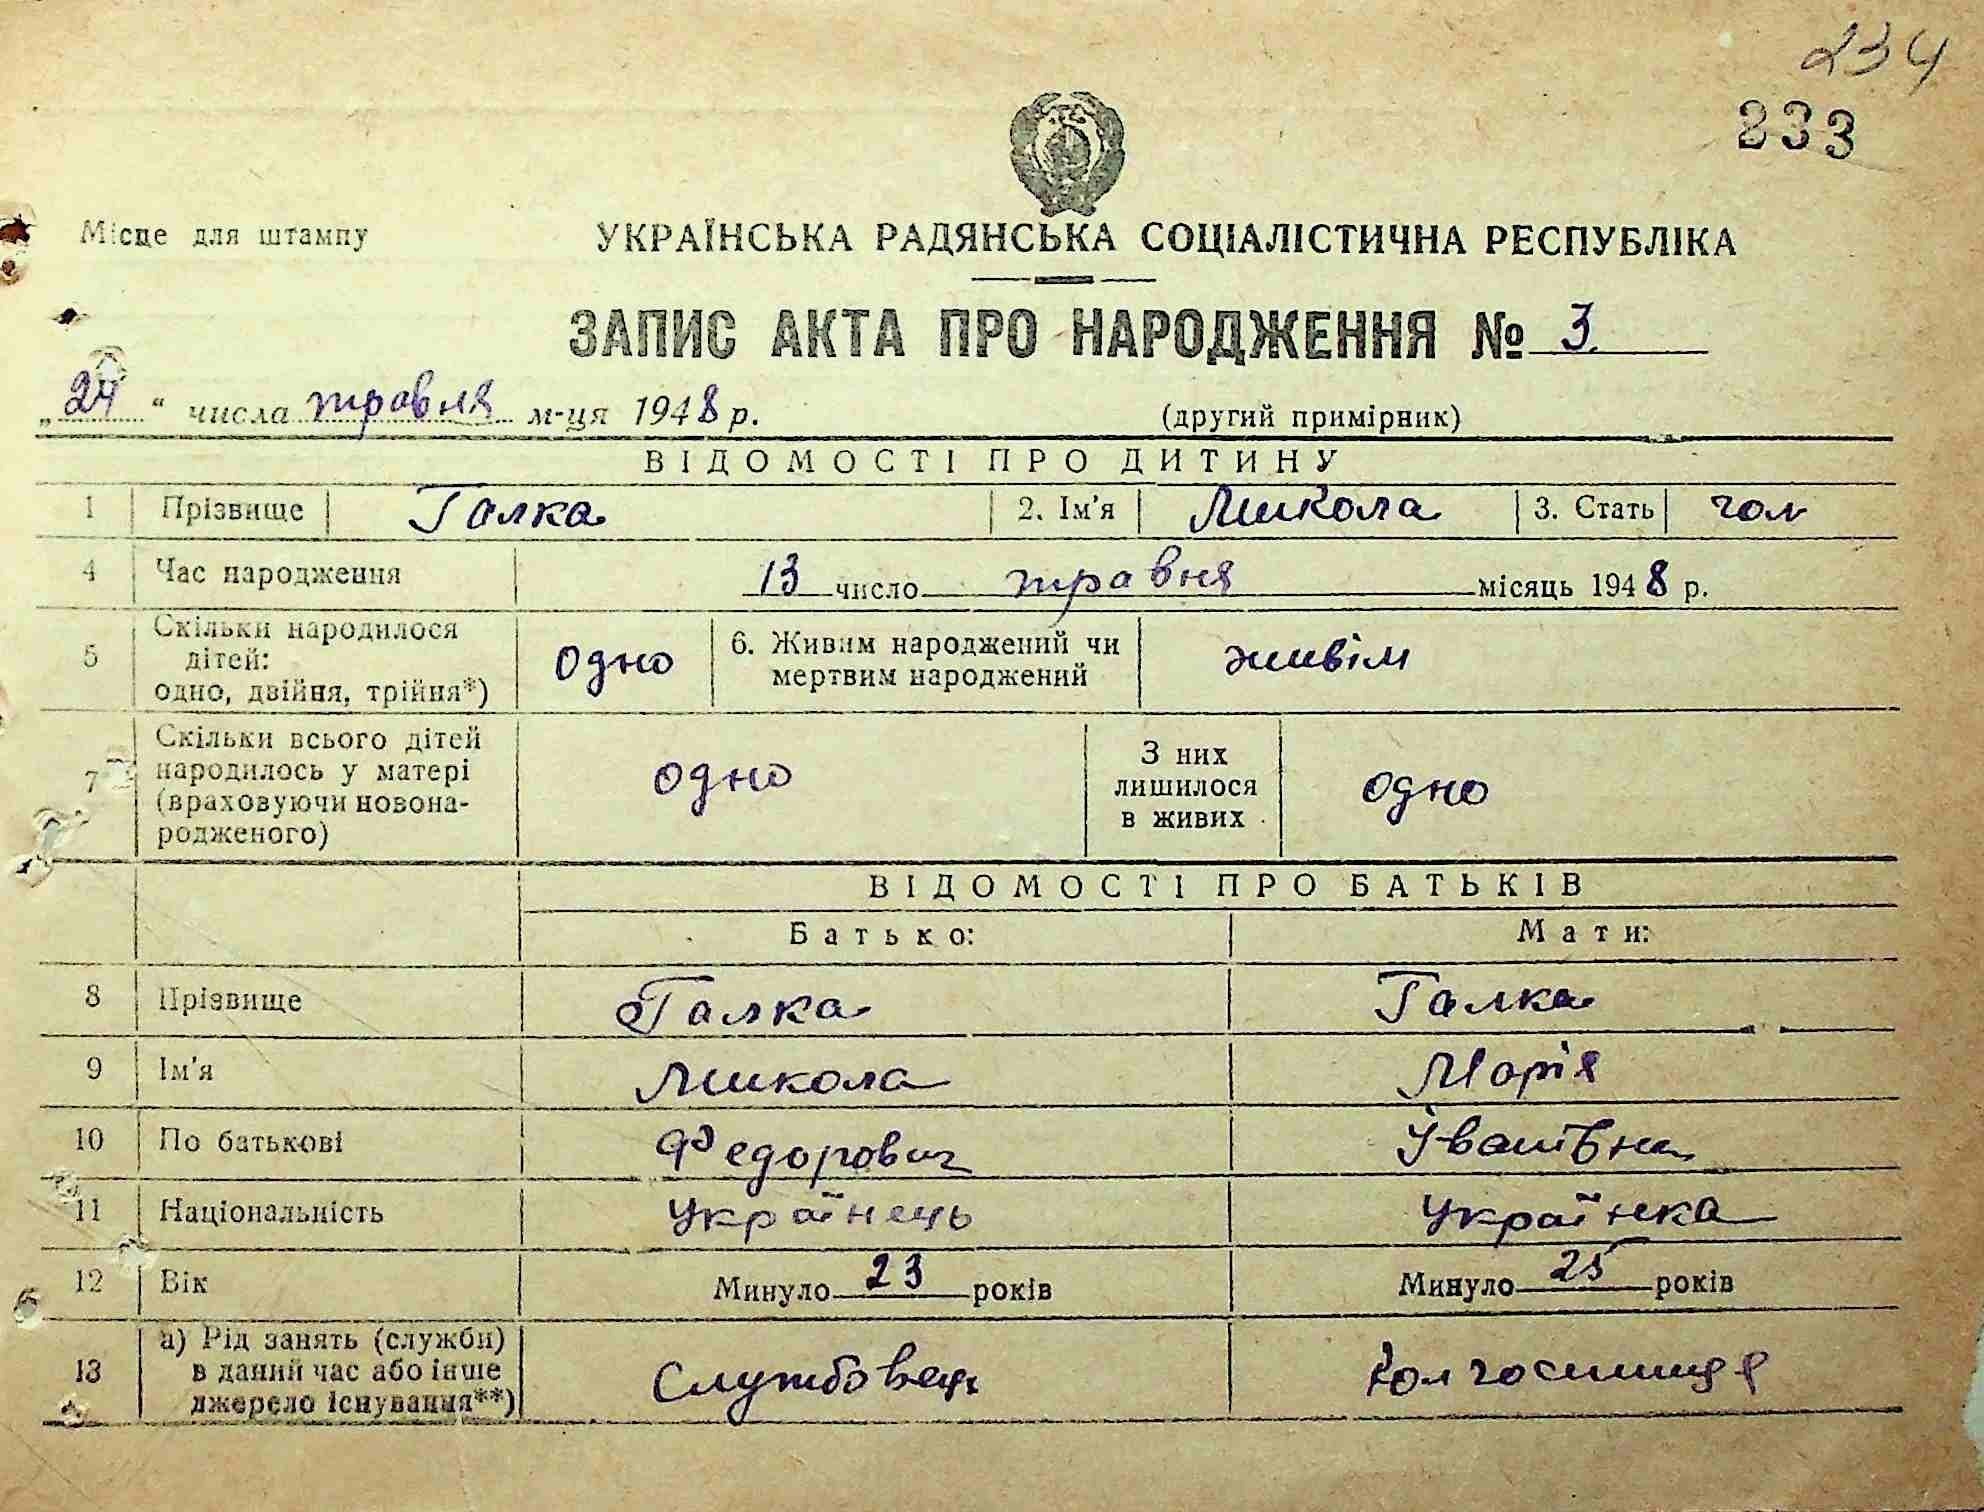 234
233
Місце для штампу
УКРАЇНСЬКА РАДЯНСЬКА СОЦІАЛІСТИЧНА РЕСПУБЛІКА
ЗАПИС АКТА ПРО НАРОДЖЕННЯ № 3.
„24“ числа травня м-ця 1948 р.
(другий примірник)
ВІДОМОСТІ ПРО ДИТИНУ
1 Прізвище Галка 2. Ім'я Микола 3. Стать чол
4 Час народження 13 число травня місяць 1948 р.
5 Скільки народилося
дітей:
одно, двійня, трійня*)
одно
6. Живим народжений чи
мертвим народжений
живім
7 Скільки всього дітей
народилось у матері
(враховуючи новона-
родженого)
одно
З них
лишилося
в живих
одно
ВІДОМОСТІ ПРО БАТЬКІВ
Батько: Мати:
8 Прізвище Галка Галка
9 Ім'я Микола Марія
10 По батькові Федорович Іванівна
11 Національність Українець Українка
12 Вік Минуло 23 років Минуло 25 років
13 а) Рід занять (служби)
в даний час або інше
джерело існування**)
Службовець Колгоспниця